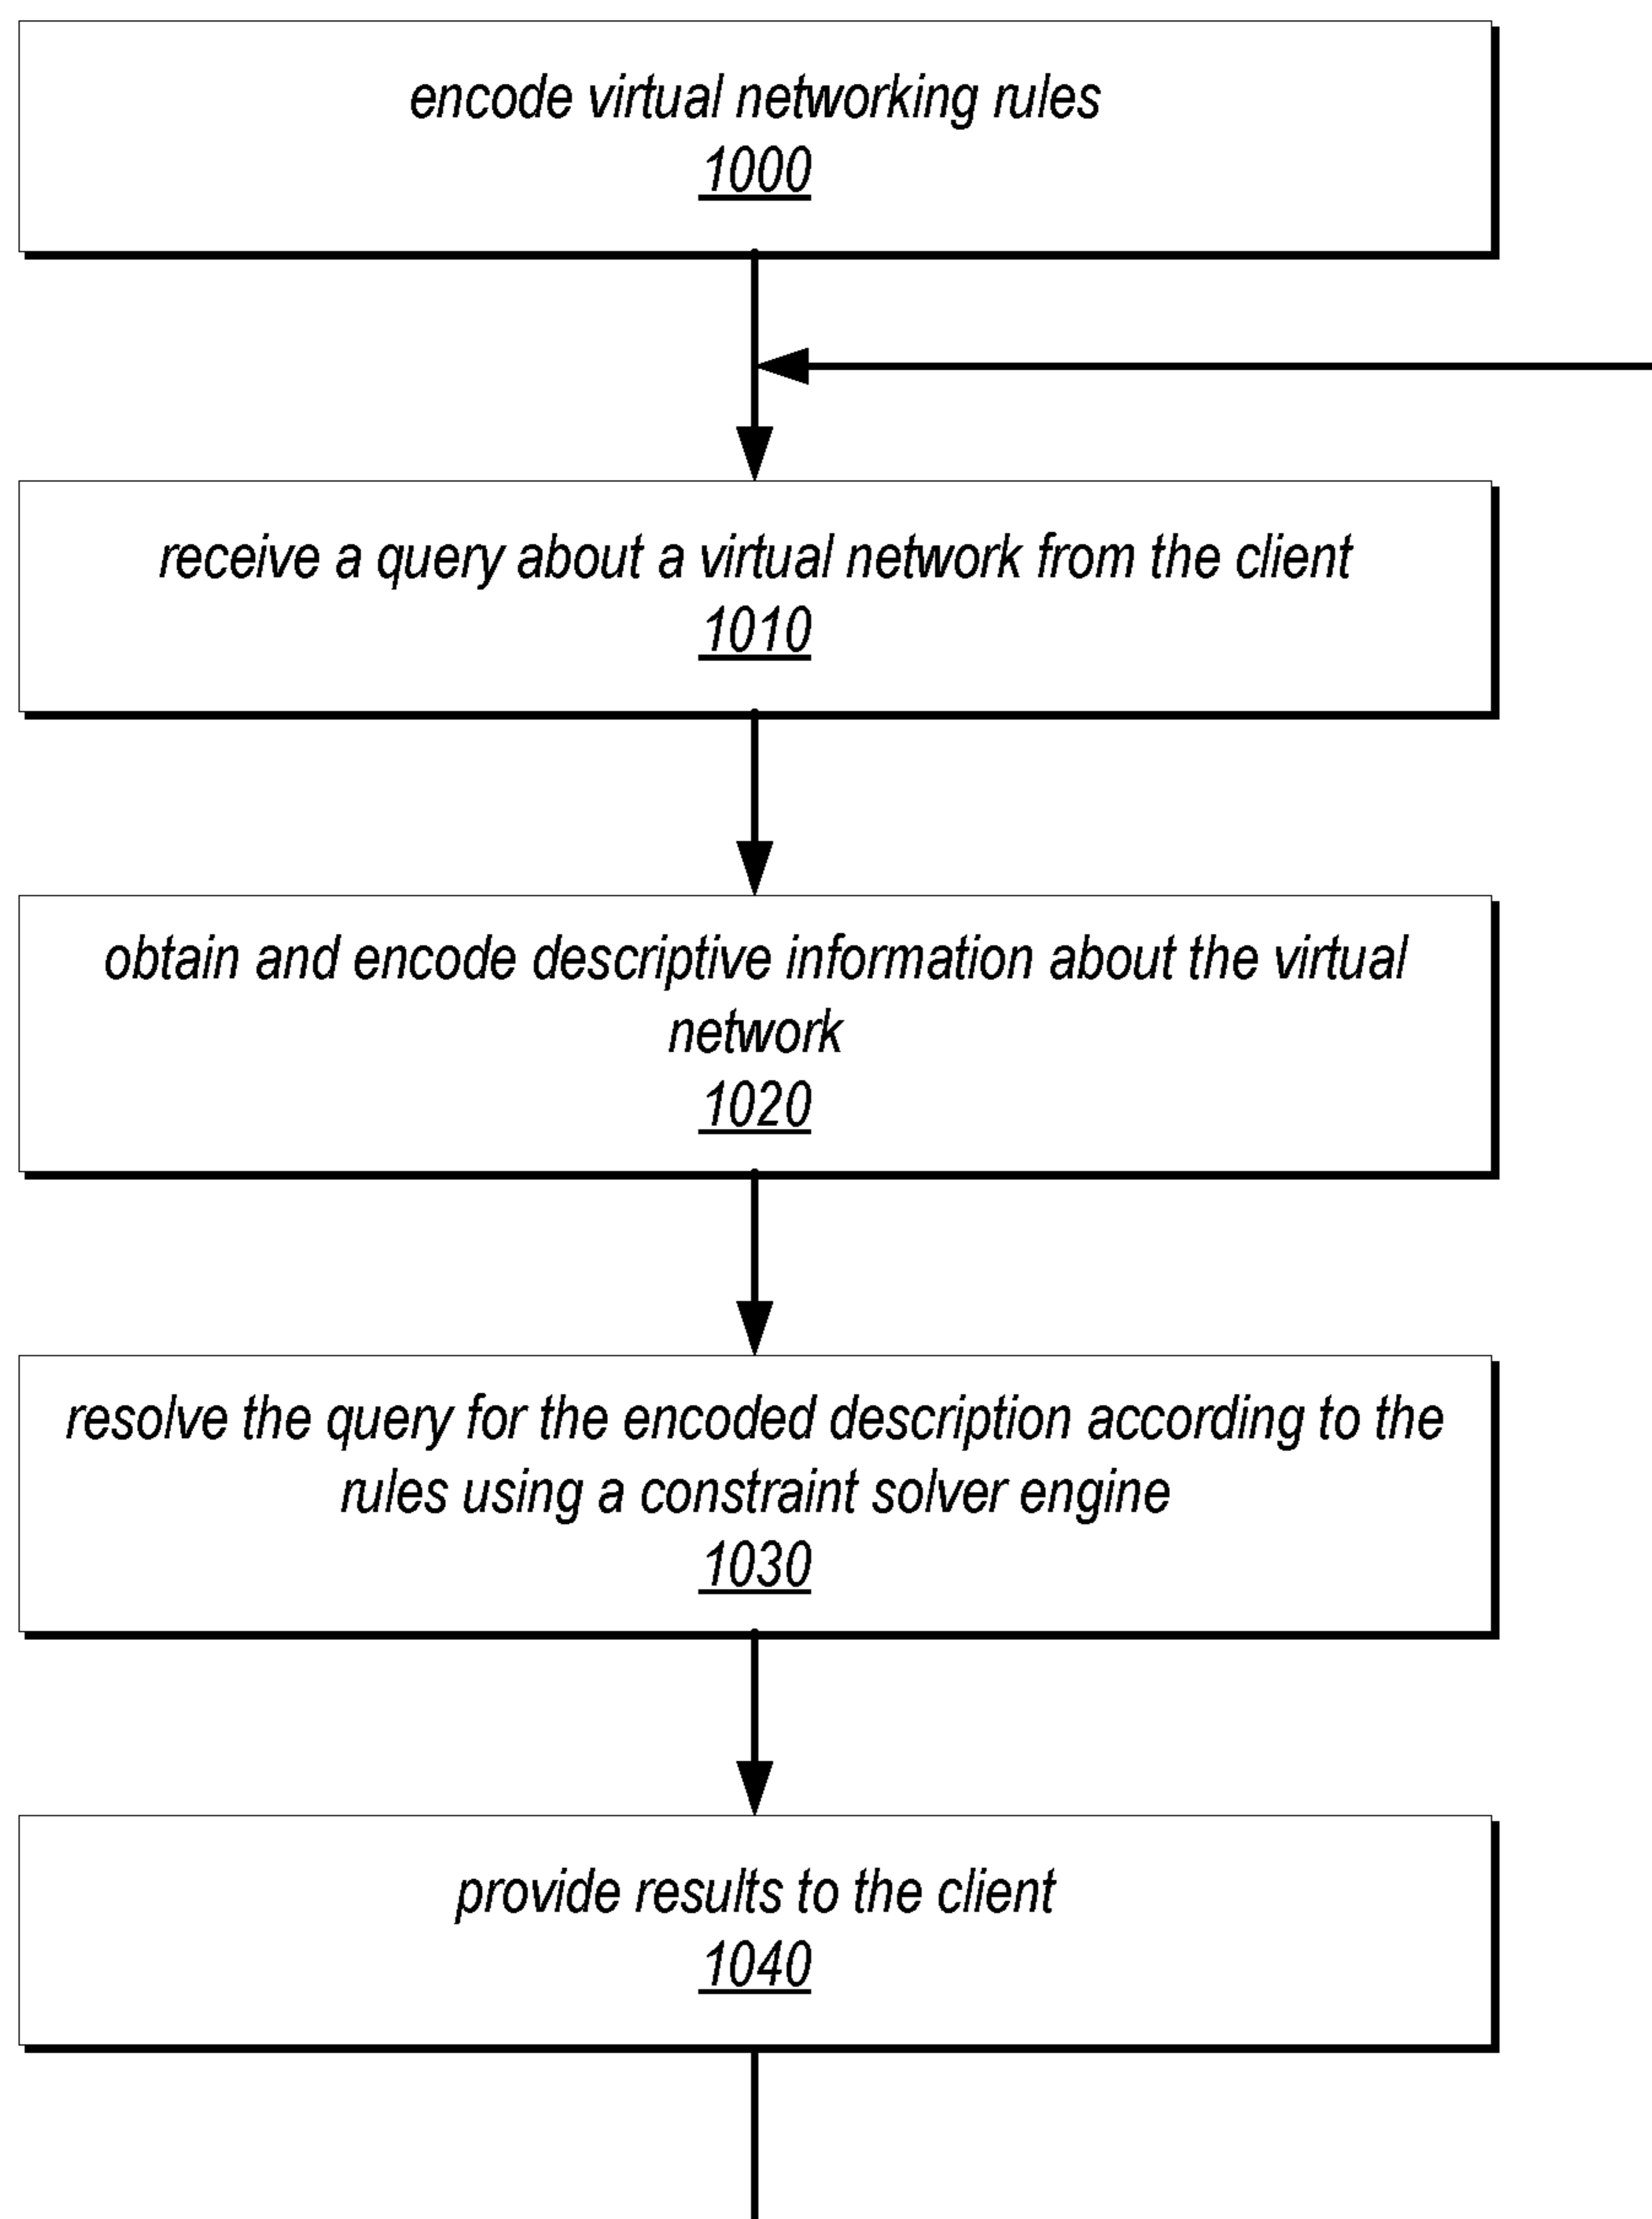 encode virtual networking rules
1000
receive a query about a virtual network from the client
1010
obtain and encode descriptive information about the virtual
network
1020
resolve the query for the encoded description according to the
rules using a constraint solver engine
1030
provide results to the client
1040